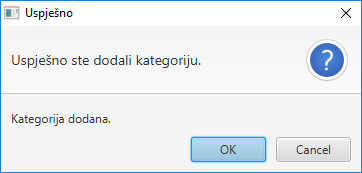 Uspješno
Uspješno ste dodali kategoriju.
?
Kategorija dodana.
OK Cancel